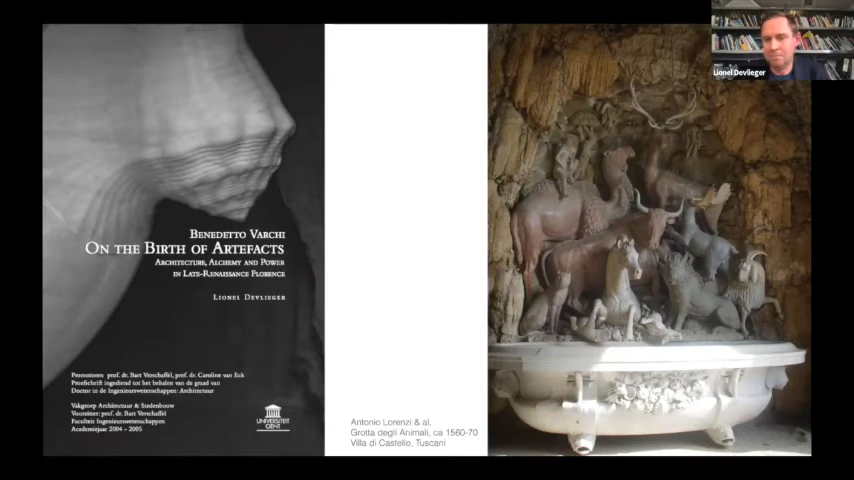 BENEDETTO VARCHI
ON THE BIRTH OF ARTEFACTS
ARCHITECTURE, ALCHEMY AND POWER
IN LATE-RENAISSANCE FLORENCE
LIONEL DEVLIEGER
Promotoren: prof. dr. Bart Verschaffel, prof. dr. Caroline van Eck
Proefschrift ingediend tot het behalen van de graad van
Doctor in de Ingenieurswetenschappen: Architectuur
Vakgroep Architectuur & Stedenbouw
Voorzitter: prof. dr. Bart Verschaffel
Faculteit Ingenieurswetenschappen
Academiejaar 2004 - 2005
UNIVERSITEIT
GENT
Antonio Lorenzi & al,
Grotta degli Animali, ca 1560-70
Villa di Castello, Tuscani
Lionel Devlieger